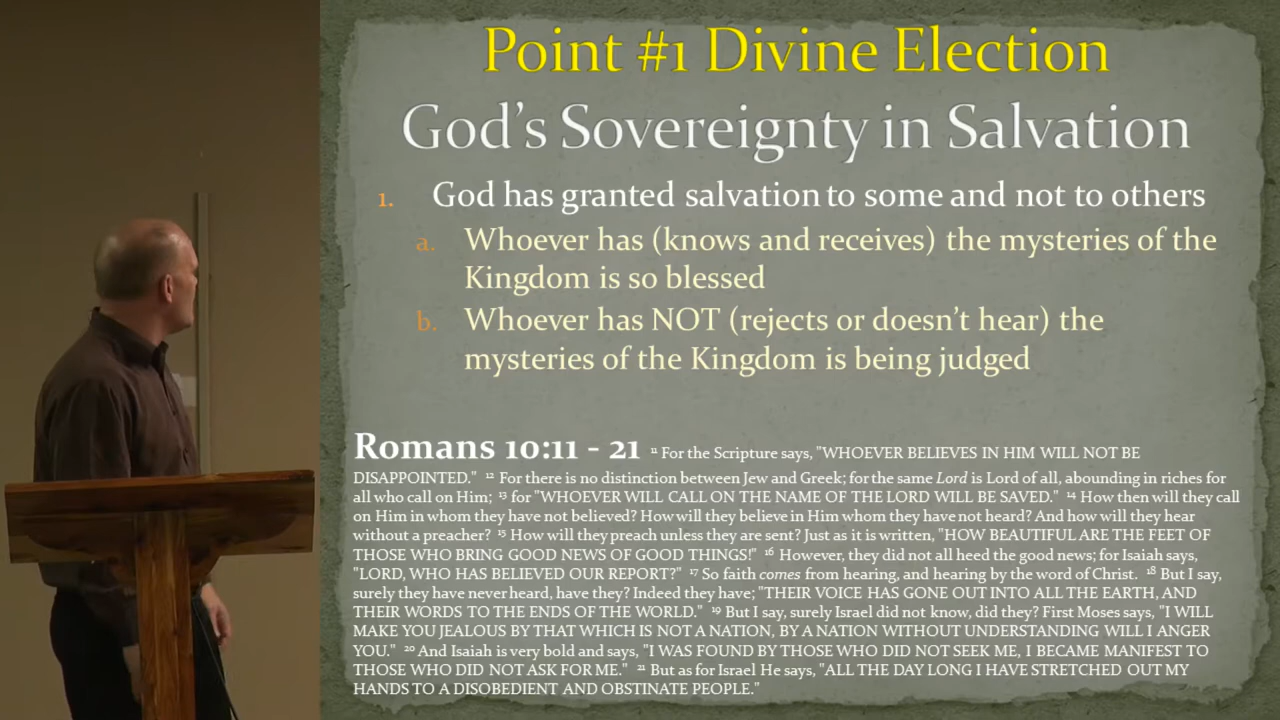 Point #1 Divine Election
God's Sovereignty in Salvation
1. God has granted salvation to some and not to others
a. Whoever has (knows and receives) the mysteries of the
Kingdom is so blessed
b. Whoever has NOT (rejects or doesn't hear) the
mysteries of the Kingdom is being judged
Romans 10:11 - 21 11 For the Scripture says, "WHOEVER BELIEVES IN HIM WILL NOT BE
DISAPPOINTED." 12 For there is no distinction between Jew and Greek; for the same Lord is Lord of all, abounding in riches for
all who call on Him; 13 for "WHOEVER WILL CALL ON THE NAME OF THE LORD WILL BE SAVED." 14 How then will they call
on Him in whom they have not believed? How will they believe in Him whom they have not heard? And how will they hear
without a preacher? 15 How will they preach unless they are sent? Just as it is written, "HOW BEAUTIFUL ARE THE FEET OF
THOSE WHO BRING GOOD NEWS OF GOOD THINGS!" 16 However, they did not all heed the good news; for Isaiah says,
"LORD, WHO HAS BELIEVED OUR REPORT?" 17 So faith comes from hearing, and hearing by the word of Christ. 18 But I say,
surely they have never heard, have they? Indeed they have; "THEIR VOICE HAS GONE OUT INTO ALL THE EARTH, AND
THEIR WORDS TO THE ENDS OF THE WORLD." 19 But I say, surely Israel did not know, did they? First Moses says, "I WILL
MAKE YOU JEALOUS BY THAT WHICH IS NOT A NATION, BY A NATION WITHOUT UNDERSTANDING WILL I ANGER
YOU." 20 And Isaiah is very bold and says, "I WAS FOUND BY THOSE WHO DID NOT SEEK ME, I BECAME MANIFEST TO
THOSE WHO DID NOT ASK FOR ME." 21 But as for Israel He says, "ALL THE DAY LONG I HAVE STRETCHED OUT MY
HANDS TO A DISOBEDIENT AND OBSTINATE PEOPLE."